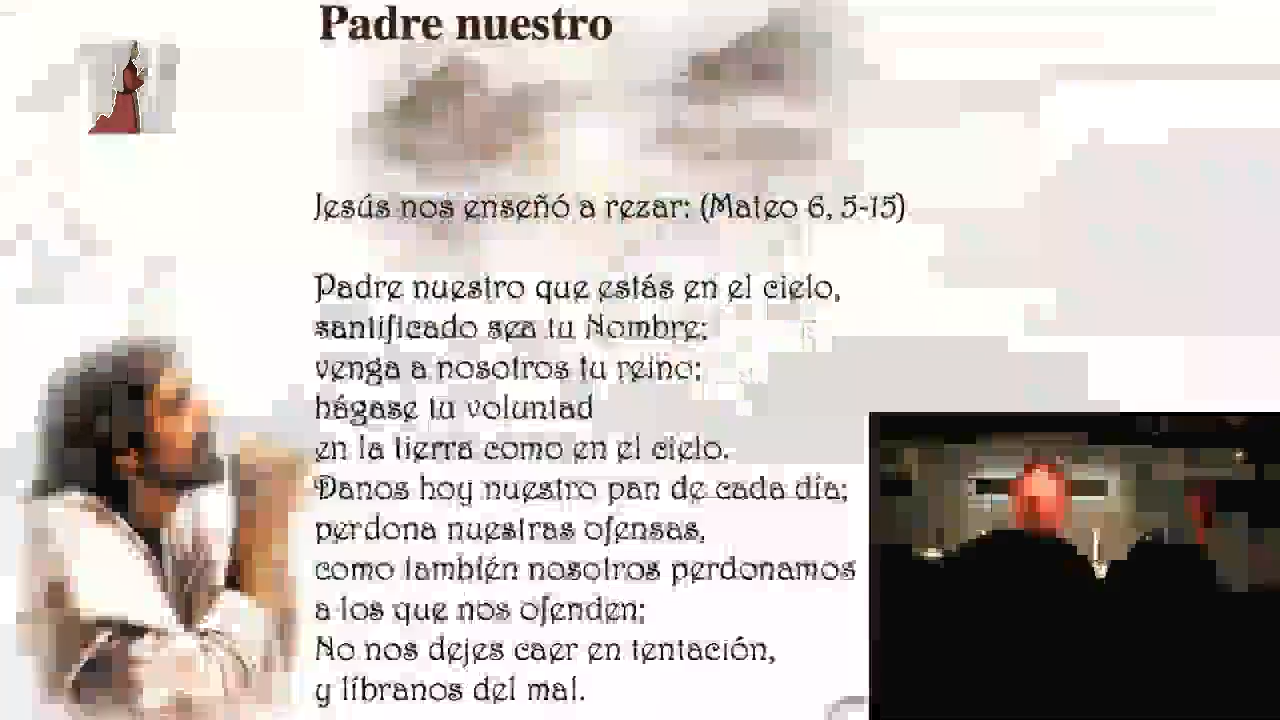 Padre nuestro
Jesús nos enseñó a rezar: (Mateo 6, 5-15)
Padre nuestro que estás en el cielo,
santificado sea tu Nombre;
venga a nosotros tu reino;
hágase tu voluntad
en la tierra como en el cielo.
Danos hoy nuestro pan de cada día;
perdona nuestras ofensas,
como también nosotros perdonamos
a los que nos ofenden;
No nos dejes caer en tentación,
y líbranos del mal.